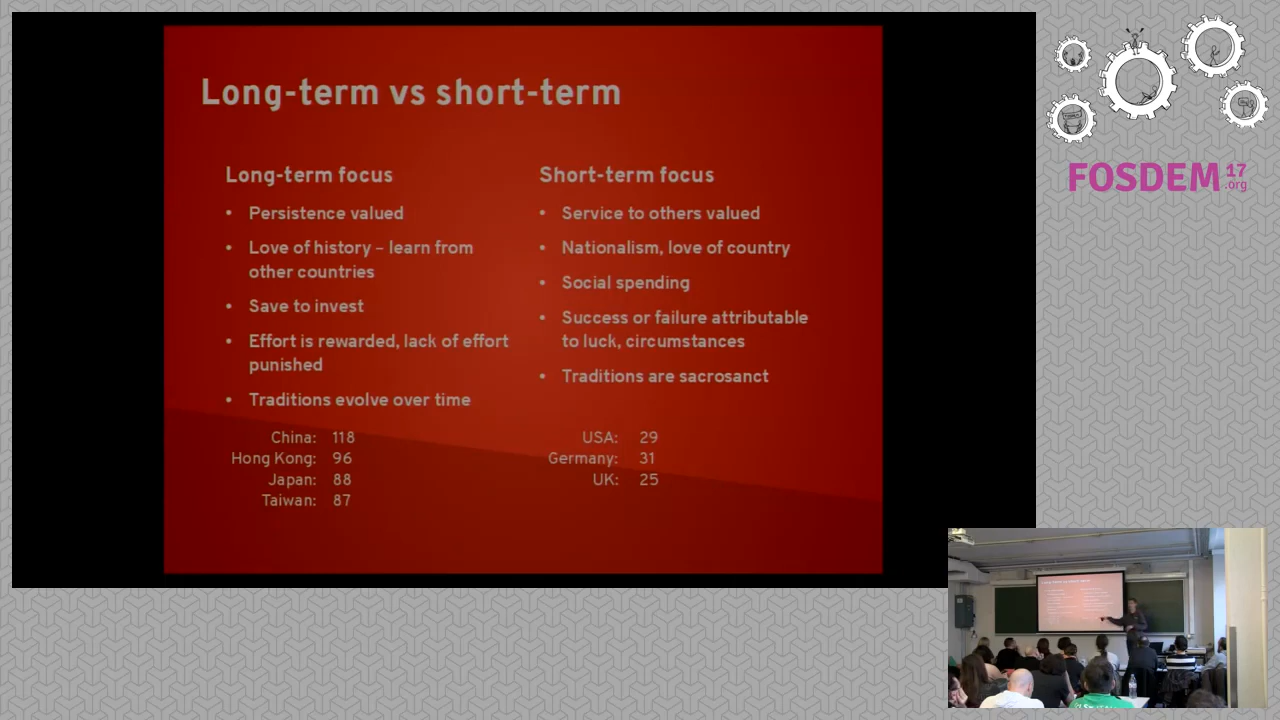 Long-term vs short-term
Long-term focus
• Persistence valued
• Love of history – learn from
other countries
• Save to invest
• Effort is rewarded, lack of effort
punished
• Traditions evolve over time
China: 118
Hong Kong: 96
Japan: 88
Taiwan: 87
Short-term focus
• Service to others valued
• Nationalism, love of country
• Social spending
• Success or failure attributable
to luck, circumstances
• Traditions are sacrosanct
USA: 29
Germany: 31
UK: 25
FOSDEM 17
.org